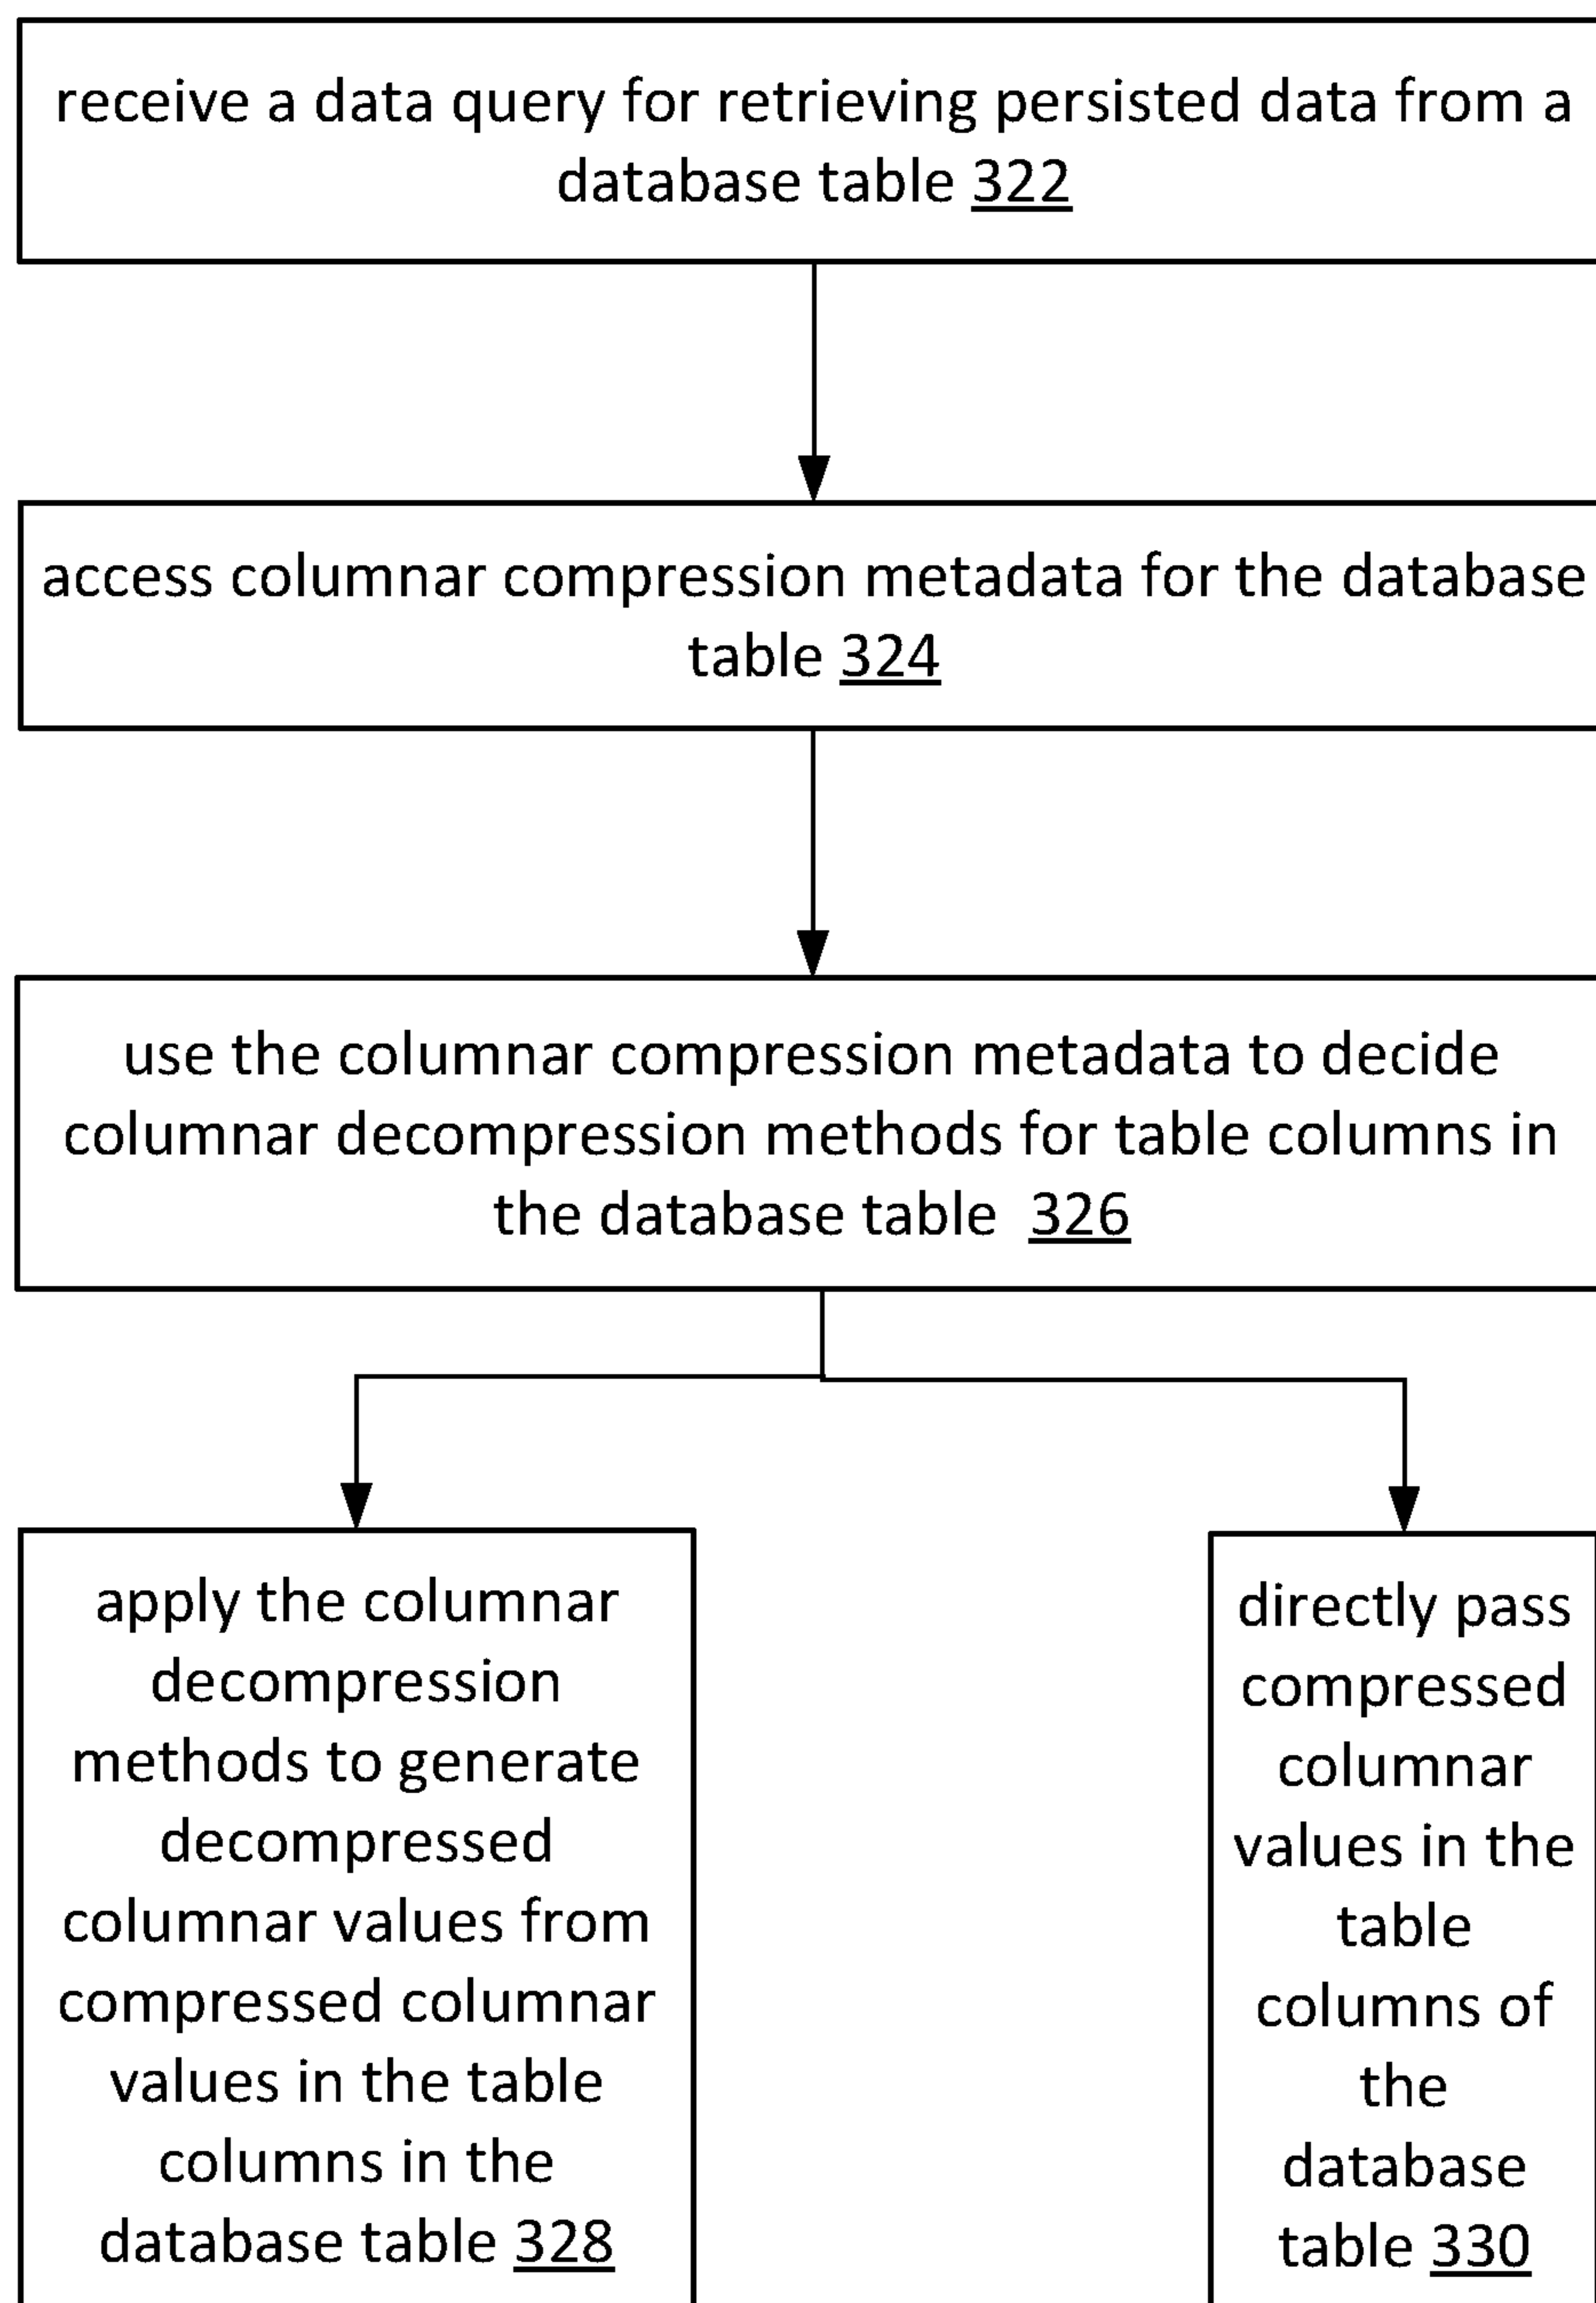 receive a data query for retrieving persisted data from a
database table 322
access columnar compression metadata for the database
table 324
use the columnar compression metadata to decide
columnar decompression methods for table columns in
the database table 326
apply the columnar
decompression
methods to generate
decompressed
columnar values from
compressed columnar
values in the table
columns in the
database table 328
directly pass
compressed
columnar
values in the
table
columns of
the
database
table 330